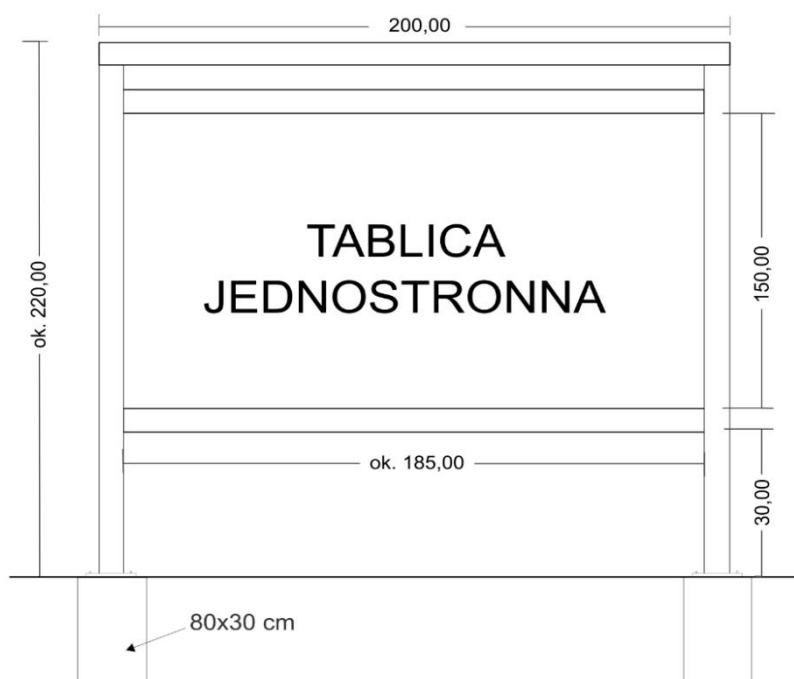 200,00
ok. 220,00
TABLICA
JEDNOSTRONNA
150,00
ok. 185,00
30,00
80x30 cm